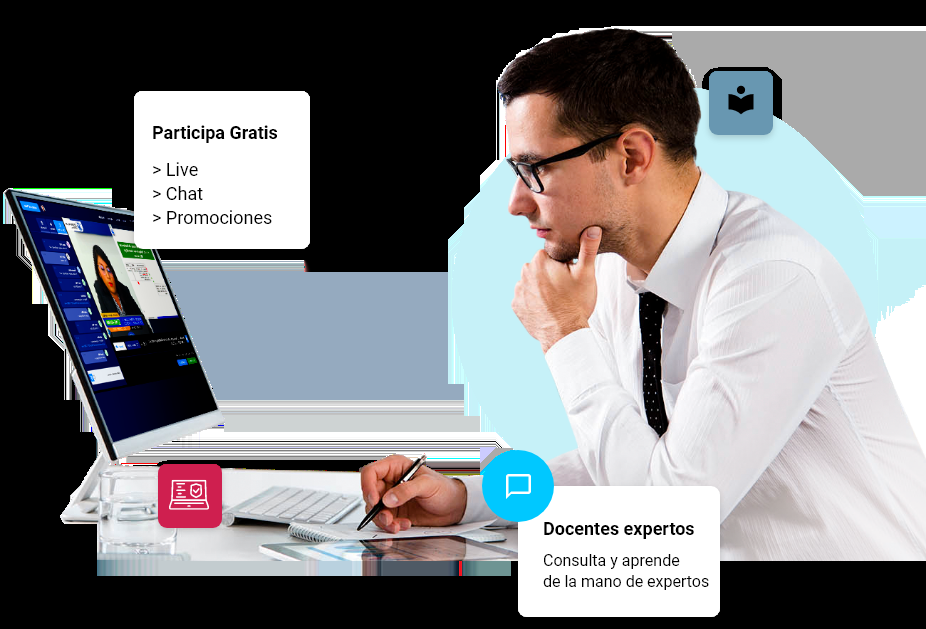 Participa Gratis
> Live
> Chat
> Promociones
Docentes expertos
Consulta y aprende
de la mano de expertos